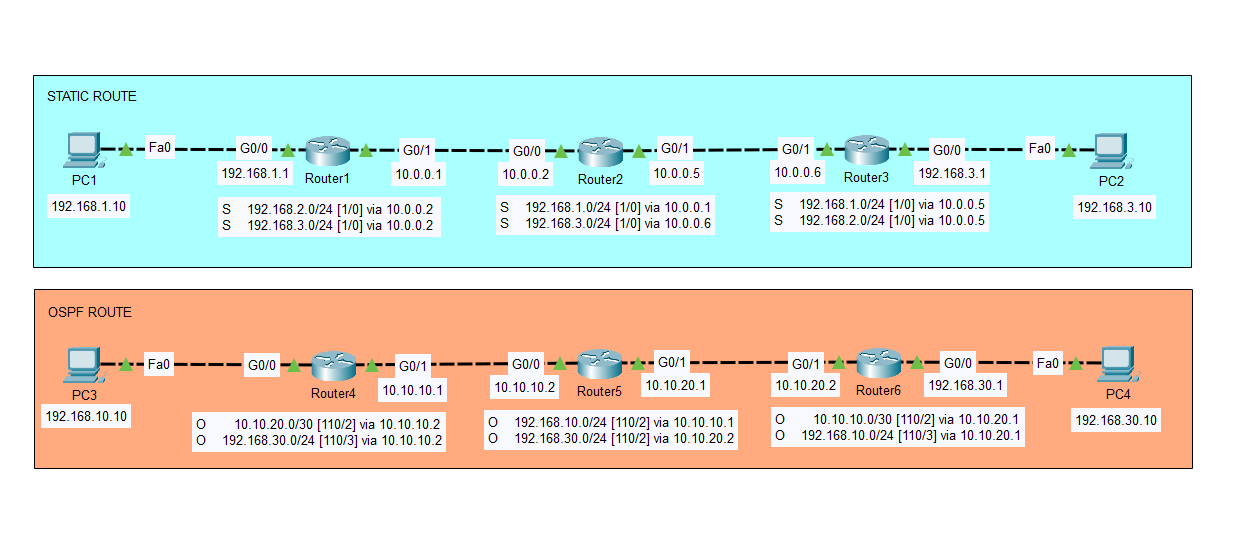 STATIC ROUTE
Fa0
G0/0
G0/1
G0/0
G0/1
G0/1
G0/0
Fa0
PC1
192.168.1.1
Router1
10.0.0.1
10.0.0.2
Router2
10.0.0.5
10.0.0.6
Router3
192.168.3.1
PC2
192.168.1.10
S 192.168.2.0/24 [1/0] via 10.0.0.2
S 192.168.3.0/24 [1/0] via 10.0.0.2
S 192.168.1.0/24 [1/0] via 10.0.0.1
S 192.168.3.0/24 [1/0] via 10.0.0.6
S 192.168.1.0/24 [1/0] via 10.0.0.5
S 192.168.2.0/24 [1/0] via 10.0.0.5
192.168.3.10
OSPF ROUTE
Fa0
G0/0
G0/1
G0/0
G0/1
G0/1
G0/0
Fa0
PC3
Router4
10.10.10.1
10.10.10.2
Router5
10.10.20.1
10.10.20.2
Router6
192.168.30.1
PC4
192.168.10.10
O 10.10.20.0/30 [110/2] via 10.10.10.2
O 192.168.30.0/24 [110/3] via 10.10.10.2
O 192.168.10.0/24 [110/2] via 10.10.10.1
O 192.168.30.0/24 [110/2] via 10.10.20.2
O 10.10.10.0/30 [110/2] via 10.10.20.1
O 192.168.10.0/24 [110/3] via 10.10.20.1
192.168.30.10